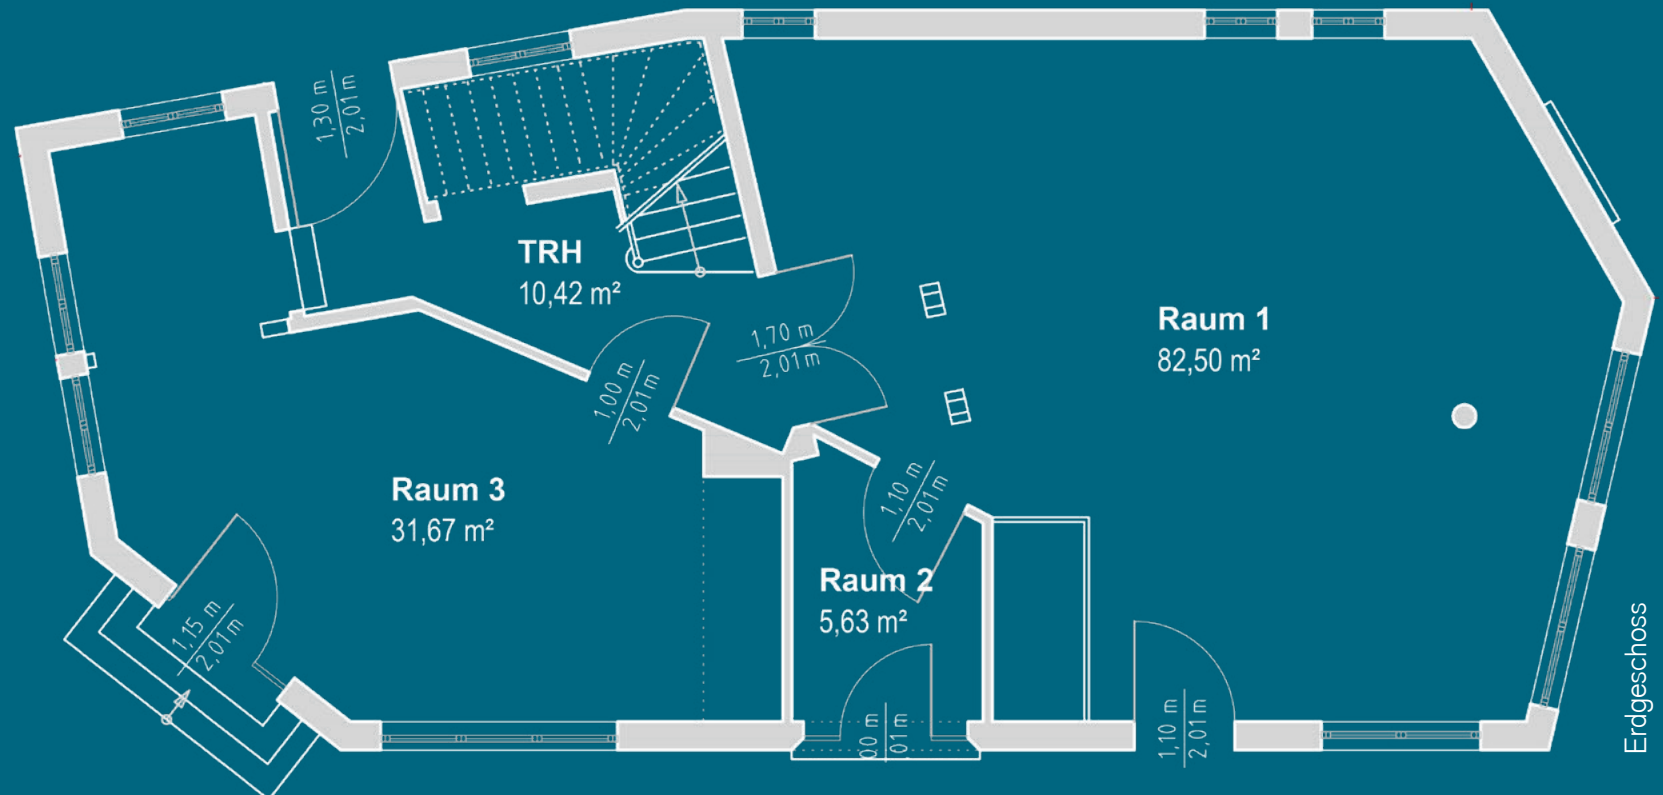 1,30 m
2,01 m
TRH
10,42 m²
Raum 1
82,50 m²
1,70 m
2,01 m
1,00 m
2,01 m
Raum 3
31,67 m²
1,10 m
2,01 m
Raum 2
5,63 m²
1,15 m
2,01 m
00 m
,01 m
1,10 m
2,01 m
Erdgeschoss